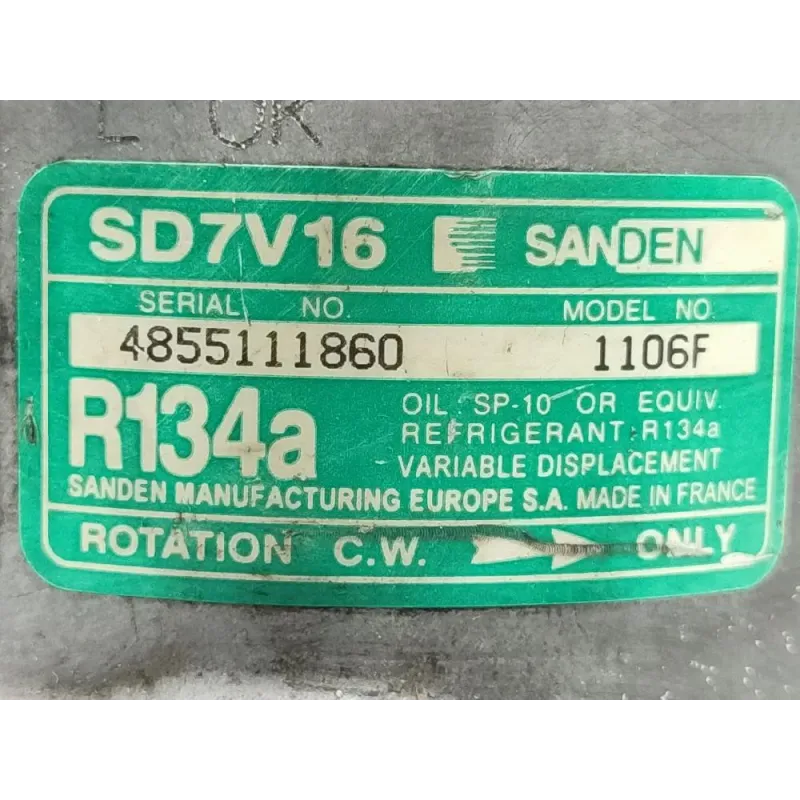 L OK
SD7V16 SANDEN
SERIAL NO. MODEL NO.
4855111860 1106F
R134a
OIL SP-10 OR EQUIV.
REFRIGERANT: R134a
VARIABLE DISPLACEMENT
SANDEN MANUFACTURING EUROPE S.A. MADE IN FRANCE
ROTATION C.W. ONLY